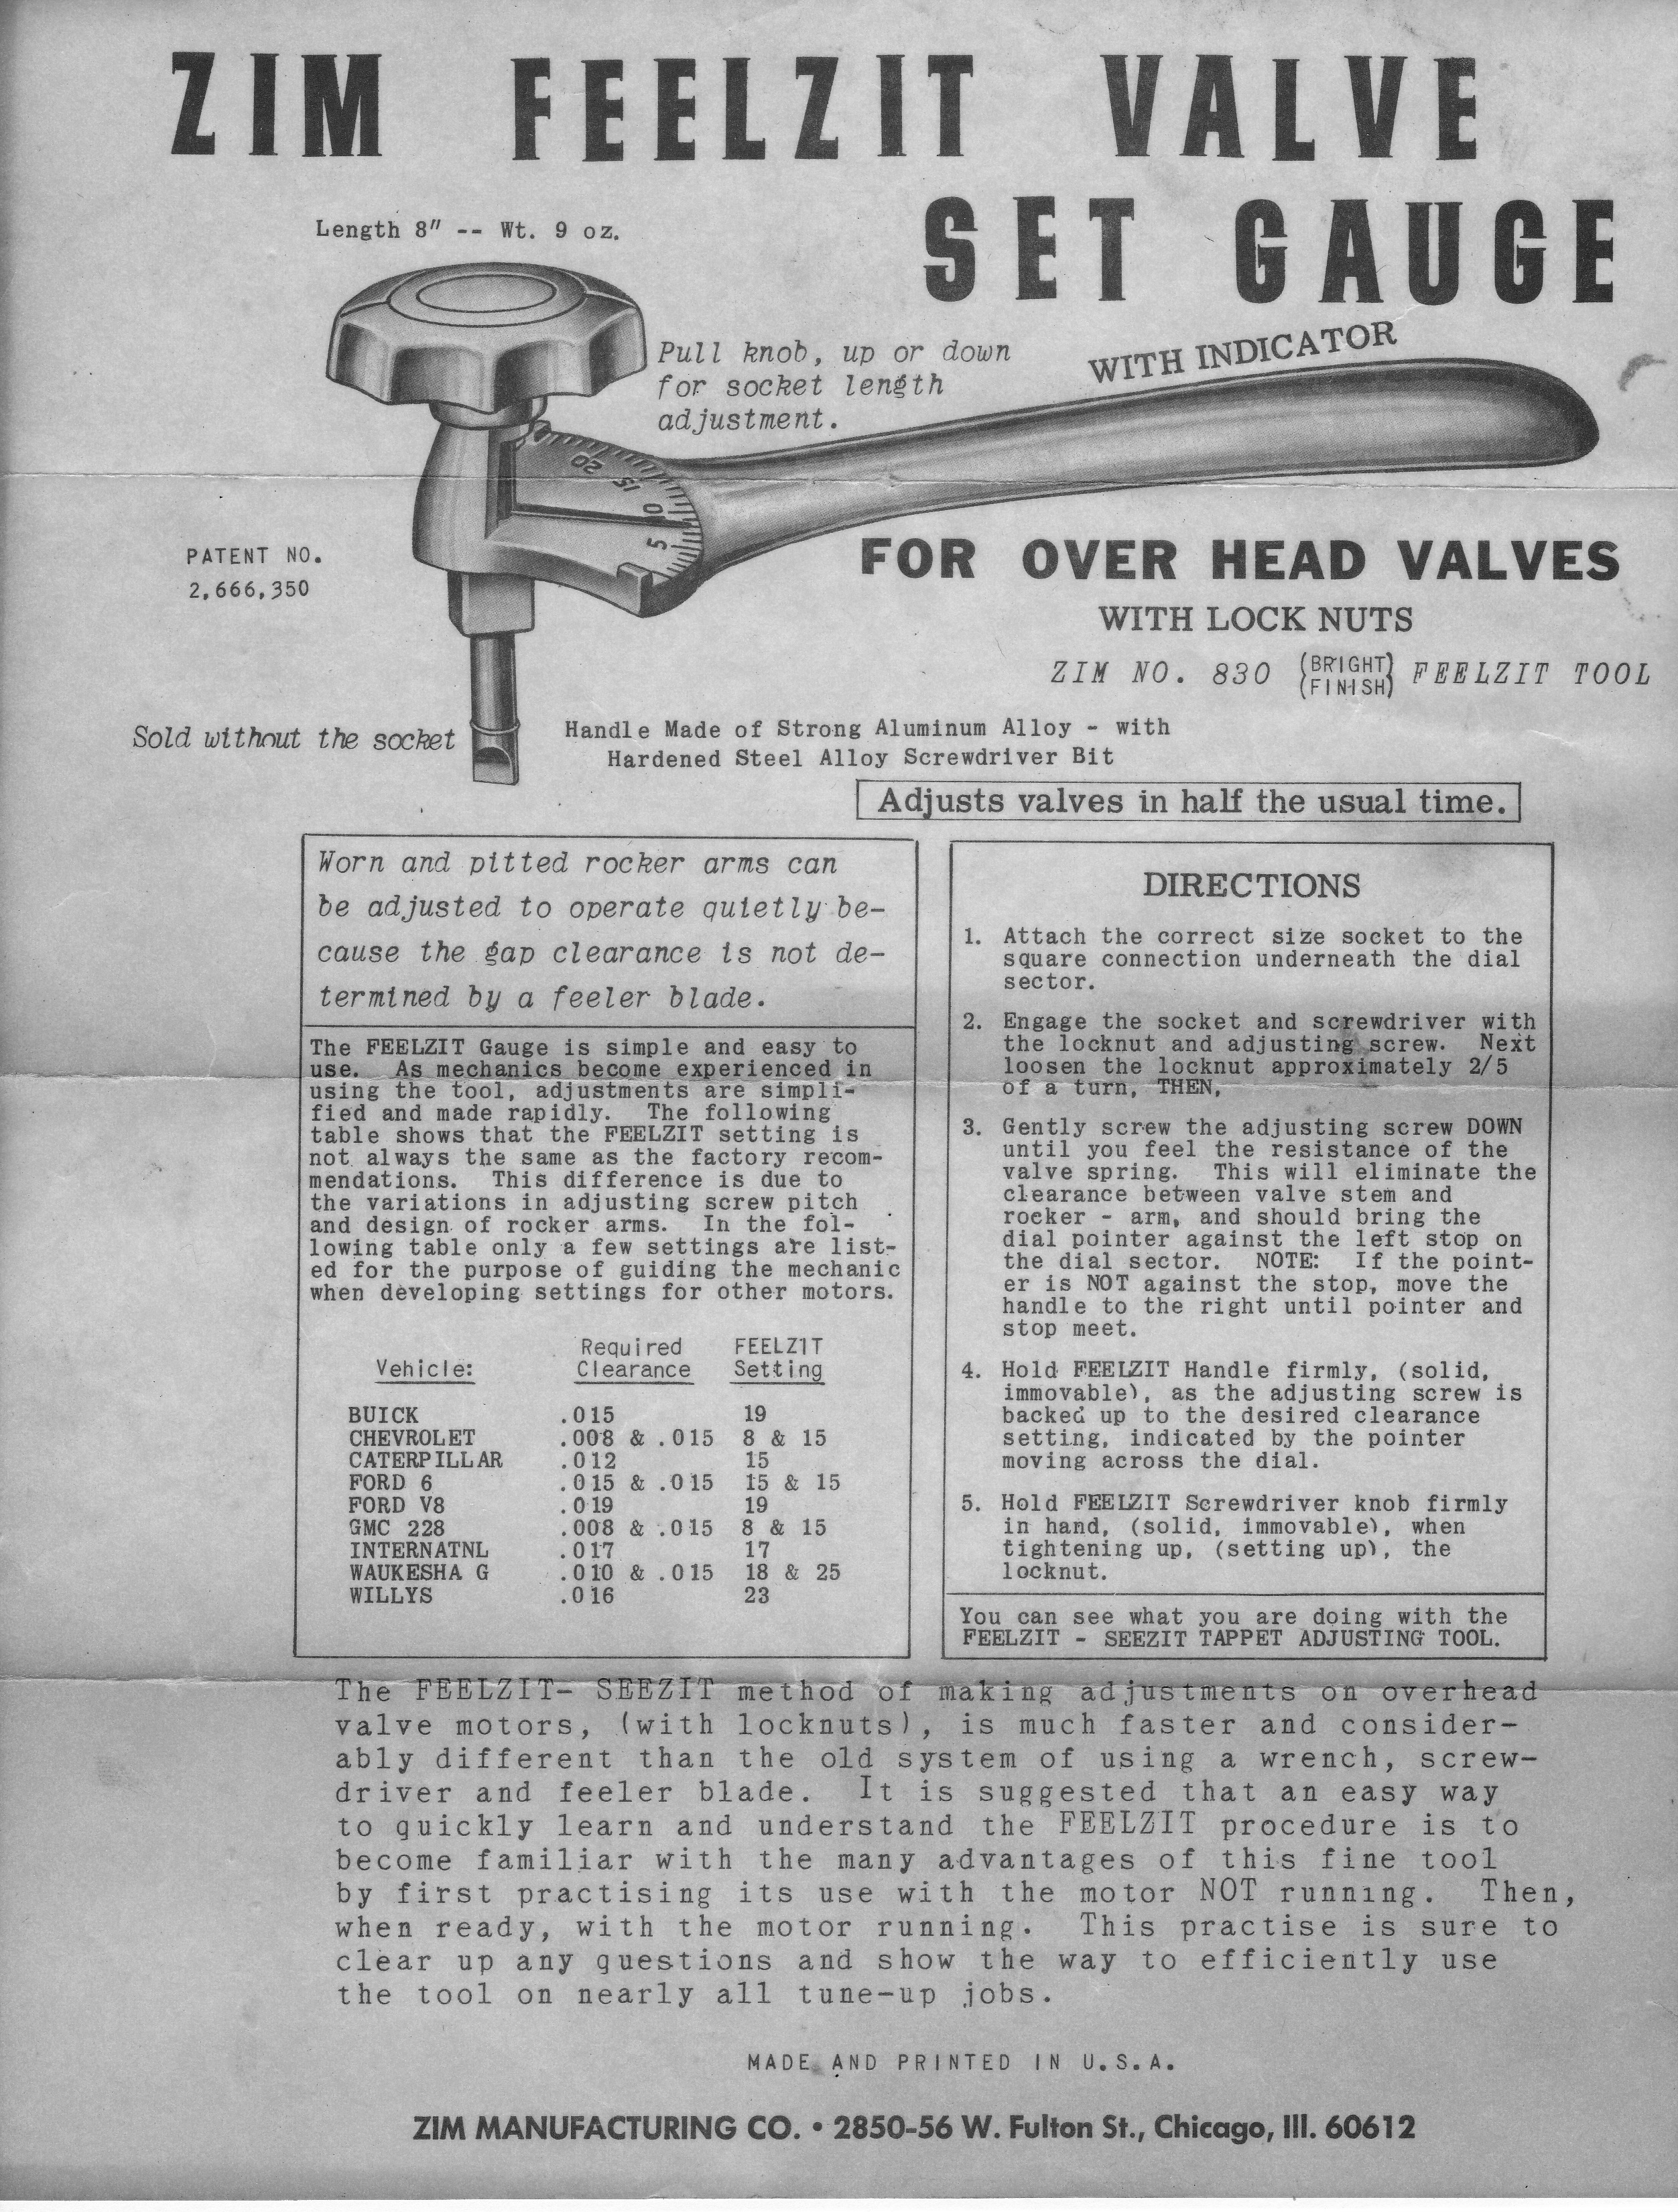 ZIM FEELZIT VALVE
SET GAUGE
Length 8" -- Wt. 9 oz.
WITH INDICATOR
Pull knob, up or down
for socket length
adjustment.
20
15
10
5
PATENT NO.
2,666,350
FOR OVER HEAD VALVES
WITH LOCK NUTS
ZIM NO. 830 (BRIGHT FINISH) FEELZIT TOOL
Sold without the socket
Handle Made of Strong Aluminum Alloy - with
Hardened Steel Alloy Screwdriver Bit
Adjusts valves in half the usual time.
Worn and pitted rocker arms can
be adjusted to operate quietly be-
cause the gap clearance is not de-
termined by a feeler blade.
The FEELZIT Gauge is simple and easy to
use. As mechanics become experienced in
using the tool, adjustments are simpli-
fied and made rapidly. The following
table shows that the FEELZIT setting is
not always the same as the factory recom-
mendations. This difference is due to
the variations in adjusting screw pitch
and design of rocker arms. In the fol-
lowing table only a few settings are list-
ed for the purpose of guiding the mechanic
when developing settings for other motors.
Required FEELZIT
Vehicle: Clearance Setting
BUICK .015 19
CHEVROLET .008 & .015 8 & 15
CATERPILLAR .012 15
FORD 6 .015 & .015 15 & 15
FORD V8 .019 19
GMC 228 .008 & .015 8 & 15
INTERNATNL .017 17
WAUKESHA G .010 & .015 18 & 25
WILLYS .016 23
DIRECTIONS
1. Attach the correct size socket to the
square connection underneath the dial
sector.
2. Engage the socket and screwdriver with
the locknut and adjusting screw. Next
loosen the locknut approximately 2/5
of a turn, THEN,
3. Gently screw the adjusting screw DOWN
until you feel the resistance of the
valve spring. This will eliminate the
clearance between valve stem and
rocker - arm, and should bring the
dial pointer against the left stop on
the dial sector. NOTE: If the point-
er is NOT against the stop, move the
handle to the right until pointer and
stop meet.
4. Hold FEELZIT Handle firmly, (solid,
immovable), as the adjusting screw is
backed up to the desired clearance
setting, indicated by the pointer
moving across the dial.
5. Hold FEELZIT Screwdriver knob firmly
in hand, (solid, immovable), when
tightening up, (setting up), the
locknut.
You can see what you are doing with the
FEELZIT - SEEZIT TAPPET ADJUSTING TOOL.
The FEELZIT- SEEZIT method of making adjustments on overhead
valve motors, (with locknuts), is much faster and consider-
ably different than the old system of using a wrench, screw-
driver and feeler blade. It is suggested that an easy way
to quickly learn and understand the FEELZIT procedure is to
become familiar with the many advantages of this fine tool
by first practising its use with the motor NOT running. Then,
when ready, with the motor running. This practise is sure to
clear up any questions and show the way to efficiently use
the tool on nearly all tune-up jobs.
MADE AND PRINTED IN U.S.A.
ZIM MANUFACTURING CO. • 2850-56 W. Fulton St., Chicago, Ill. 60612